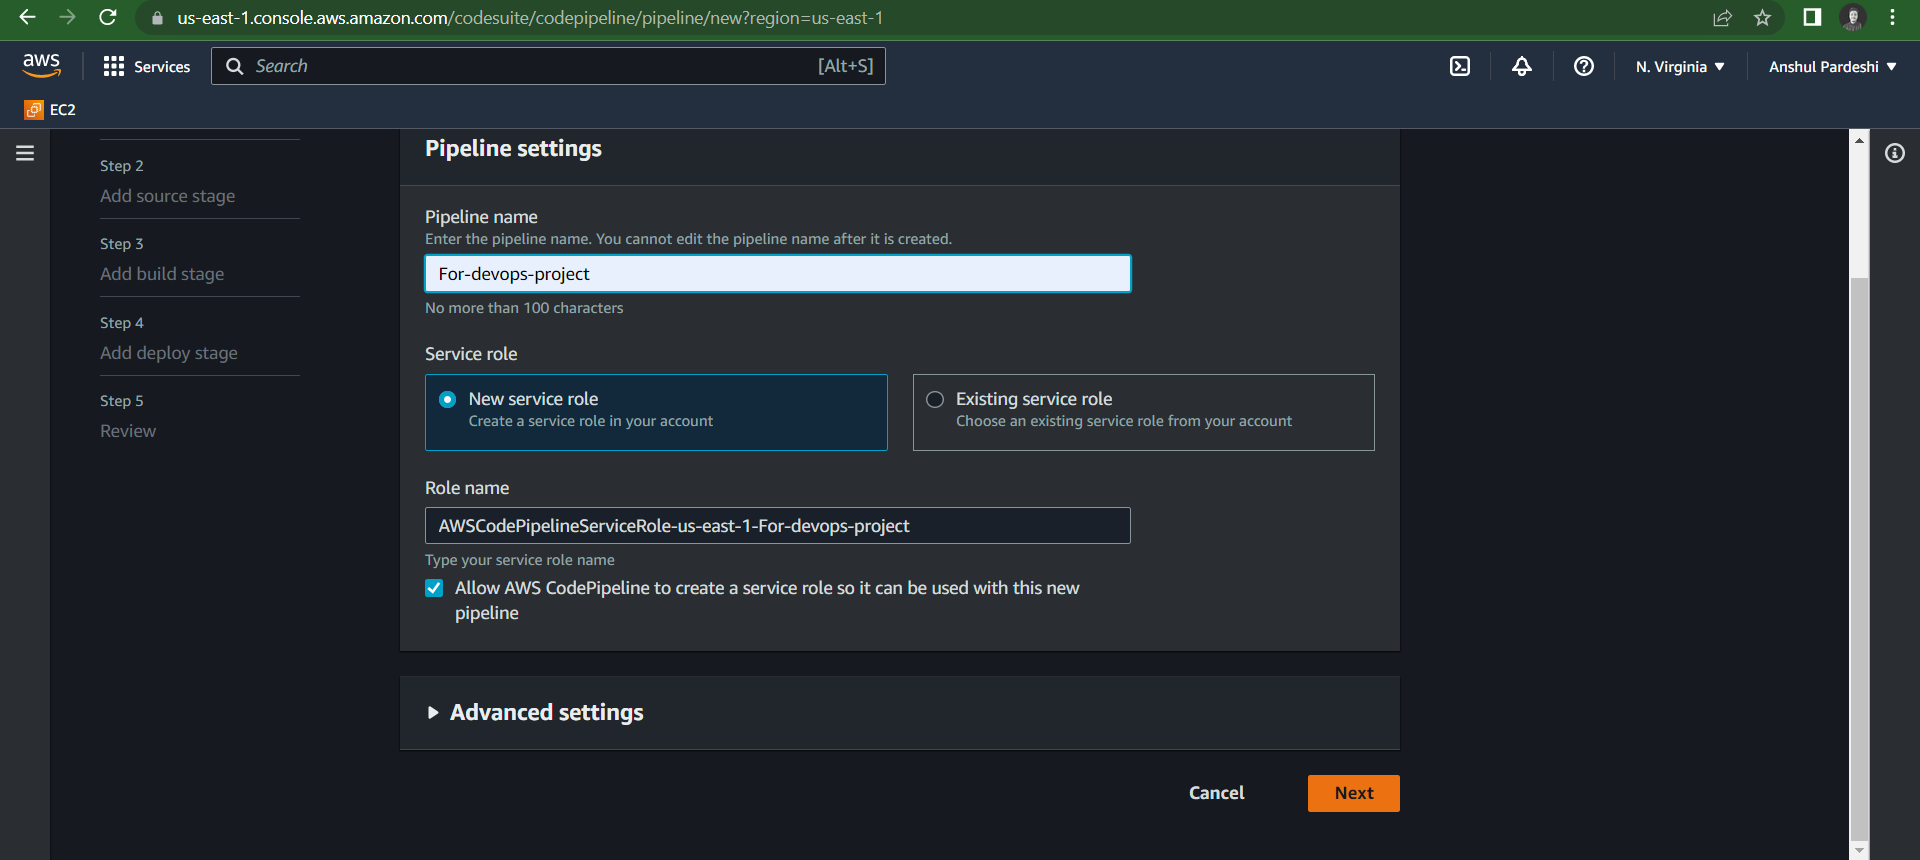 us-east-1.console.aws.amazon.com/codesuite/codepipeline/pipeline/new?region=us-east-1
aws
Services
Search
[Alt+S]
N. Virginia
Anshul Pardeshi
EC2
Step 2
Add source stage
Step 3
Add build stage
Step 4
Add deploy stage
Step 5
Review
Pipeline settings
Pipeline name
Enter the pipeline name. You cannot edit the pipeline name after it is created.
For-devops-project
No more than 100 characters
Service role
New service role
Create a service role in your account
Existing service role
Choose an existing service role from your account
Role name
AWSCodePipelineServiceRole-us-east-1-For-devops-project
Type your service role name
Allow AWS CodePipeline to create a service role so it can be used with this new
pipeline
Advanced settings
Cancel
Next